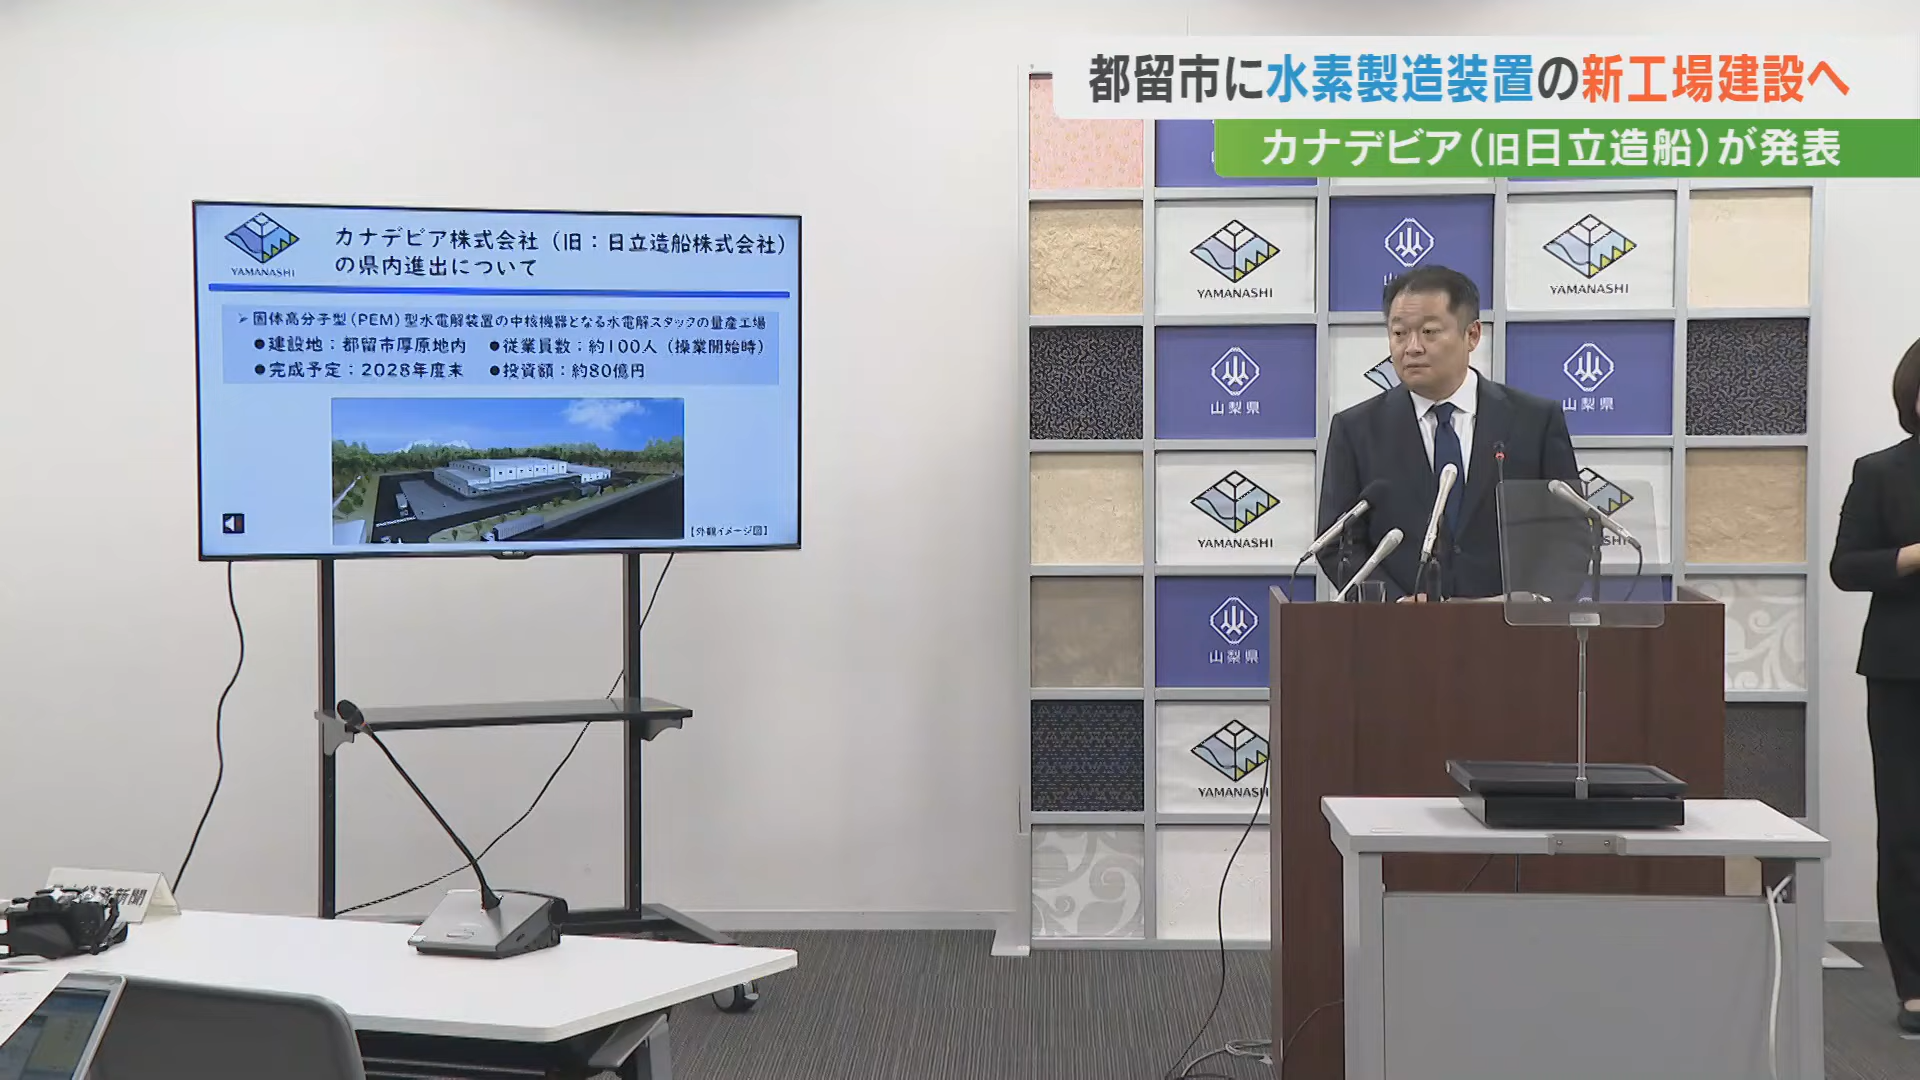 都留市に水素製造装置の新工場建設へ
カナデビア(旧日立造船)が発表
YAMANASHI
カナデビア株式会社（旧：日立造船株式会社）
の県内進出について
➢ 固体高分子型（PEM）型水電解装置の中核機器となる水電解スタックの量産工場
●建設地：都留市厚原地内 ●従業員数：約100人（操業開始時）
●完成予定：2028年度末 ●投資額：約80億円
【外観イメージ図】
YAMANASHI
山
YAMANASHI
山梨県
山梨県
YAMANASHI
SHI
山梨県
YAMANASHI
経済新聞